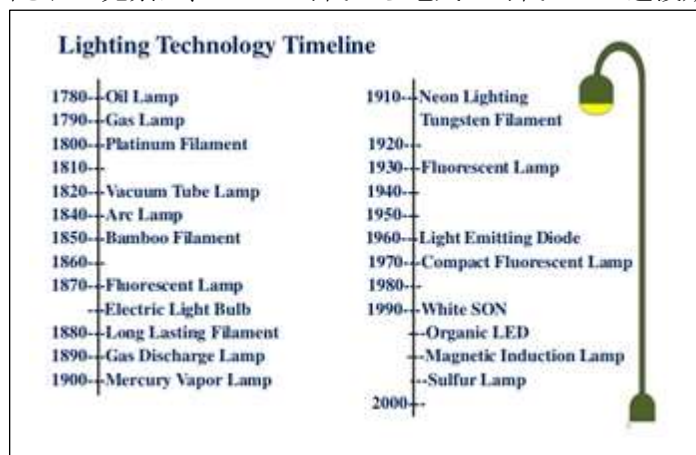 Lighting Technology Timeline
1780 Oil Lamp
1790 Gas Lamp
1800 Platinum Filament
1810
1820 Vacuum Tube Lamp
1840 Arc Lamp
1850 Bamboo Filament
1860
1870 Fluorescent Lamp
Electric Light Bulb
1880 Long Lasting Filament
1890 Gas Discharge Lamp
1900 Mercury Vapor Lamp
1910 Neon Lighting
Tungsten Filament
1920
1930 Fluorescent Lamp
1940
1950
1960 Light Emitting Diode
1970 Compact Fluorescent Lamp
1980
1990 White SON
Organic LED
Magnetic Induction Lamp
Sulfur Lamp
2000